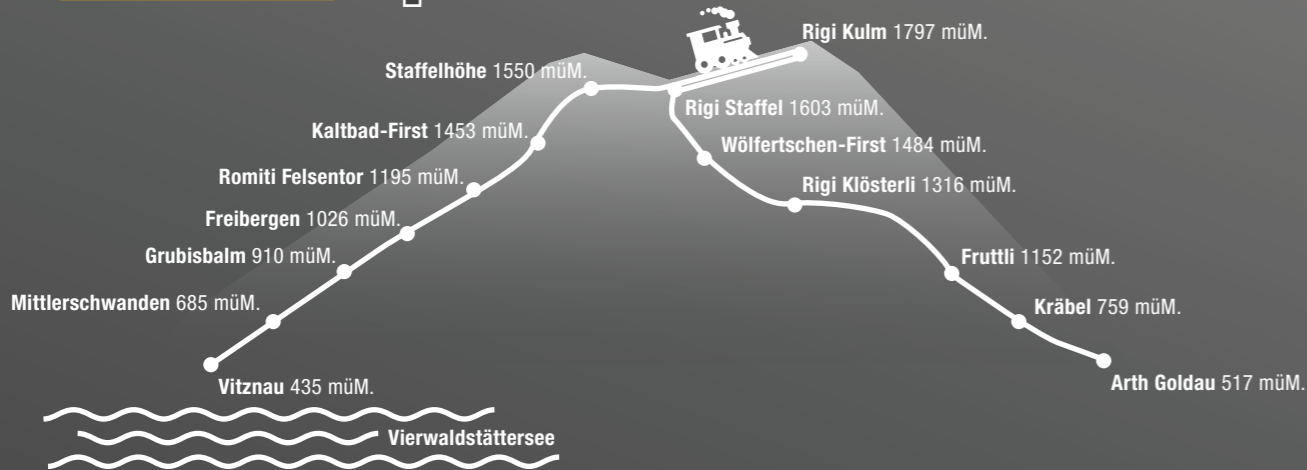 Rigi Kulm 1797 müM.
Staffelhöhe 1550 müM.
Rigi Staffel 1603 müM.
Kaltbad-First 1453 müM.
Wölfertschen-First 1484 müM.
Romiti Felsentor 1195 müM.
Rigi Klösterli 1316 müM.
Freibergen 1026 müM.
Grubisbalm 910 müM.
Fruttli 1152 müM.
Mittlerschwanden 685 müM.
Kräbel 759 müM.
Vitznau 435 müM.
Arth Goldau 517 müM.
Vierwaldstättersee